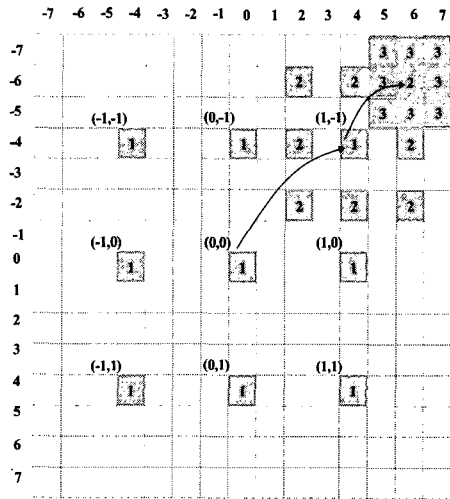 -7 -6 -5 -4 -3 -2 -1 0 1 2 3 4 5 6 7
-7 3 3 3
-6 2 2 3 2 3
-5 3 3 3
(-1,-1) (0,-1) (1,-1)
-4 1 1 2 1 2
-3
-2 2 2 2
-1
(-1,0) (0,0) (1,0)
0 1 1 1
1
2
3
(-1,1) (0,1) (1,1)
4 1 1 1
5
6
7